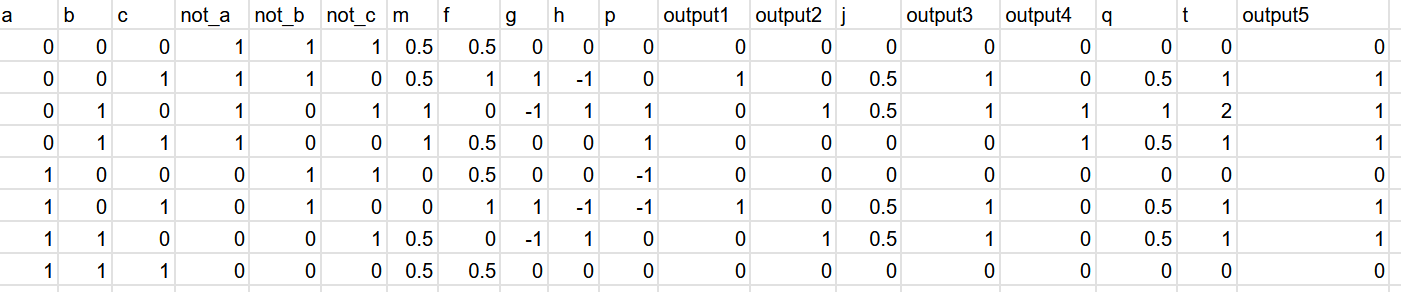 a b c not_a not_b not_c m f g h p output1 output2 j output3 output4 q t output5
0 0 0 1 1 1 0.5 0.5 0 0 0 0 0 0 0 0 0 0 0
0 0 1 1 1 0 0.5 1 1 -1 0 1 0 0.5 1 0 0.5 1 1
0 1 0 1 0 1 1 0 -1 1 1 0 1 0.5 1 1 1 2 1
0 1 1 1 0 0 1 0.5 0 0 1 0 0 0 0 1 0.5 1 1
1 0 0 0 1 1 0 0.5 0 0 -1 0 0 0 0 0 0 0 0
1 0 1 0 1 0 0 1 1 -1 -1 1 0 0.5 1 0 0.5 1 1
1 1 0 0 0 1 0.5 0 -1 1 0 0 1 0.5 1 0 0.5 1 1
1 1 1 0 0 0 0.5 0.5 0 0 0 0 0 0 0 0 0 0 0